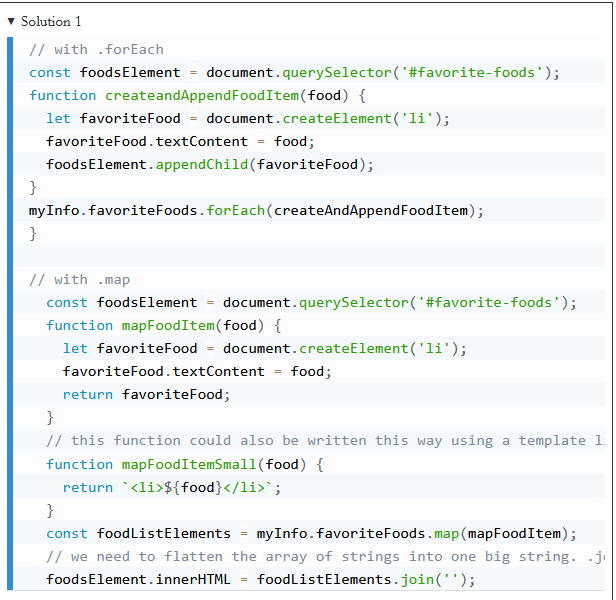 ▼ Solution 1
// with .forEach
const foodsElement = document.querySelector('#favorite-foods');
function createandAppendFoodItem(food) {
  let favoriteFood = document.createElement('li');
  favoriteFood.textContent = food;
  foodsElement.appendChild(favoriteFood);
}
myInfo.favoriteFoods.forEach(createAndAppendFoodItem);
}

// with .map
  const foodsElement = document.querySelector('#favorite-foods');
  function mapFoodItem(food) {
    let favoriteFood = document.createElement('li');
    favoriteFood.textContent = food;
    return favoriteFood;
  }
  // this function could also be written this way using a template
  function mapFoodItemSmall(food) {
    return `<li>${food}</li>`;
  }
  const foodListElements = myInfo.favoriteFoods.map(mapFoodItem);
  // we need to flatten the array of strings into one big string.
  foodsElement.innerHTML = foodListElements.join('');